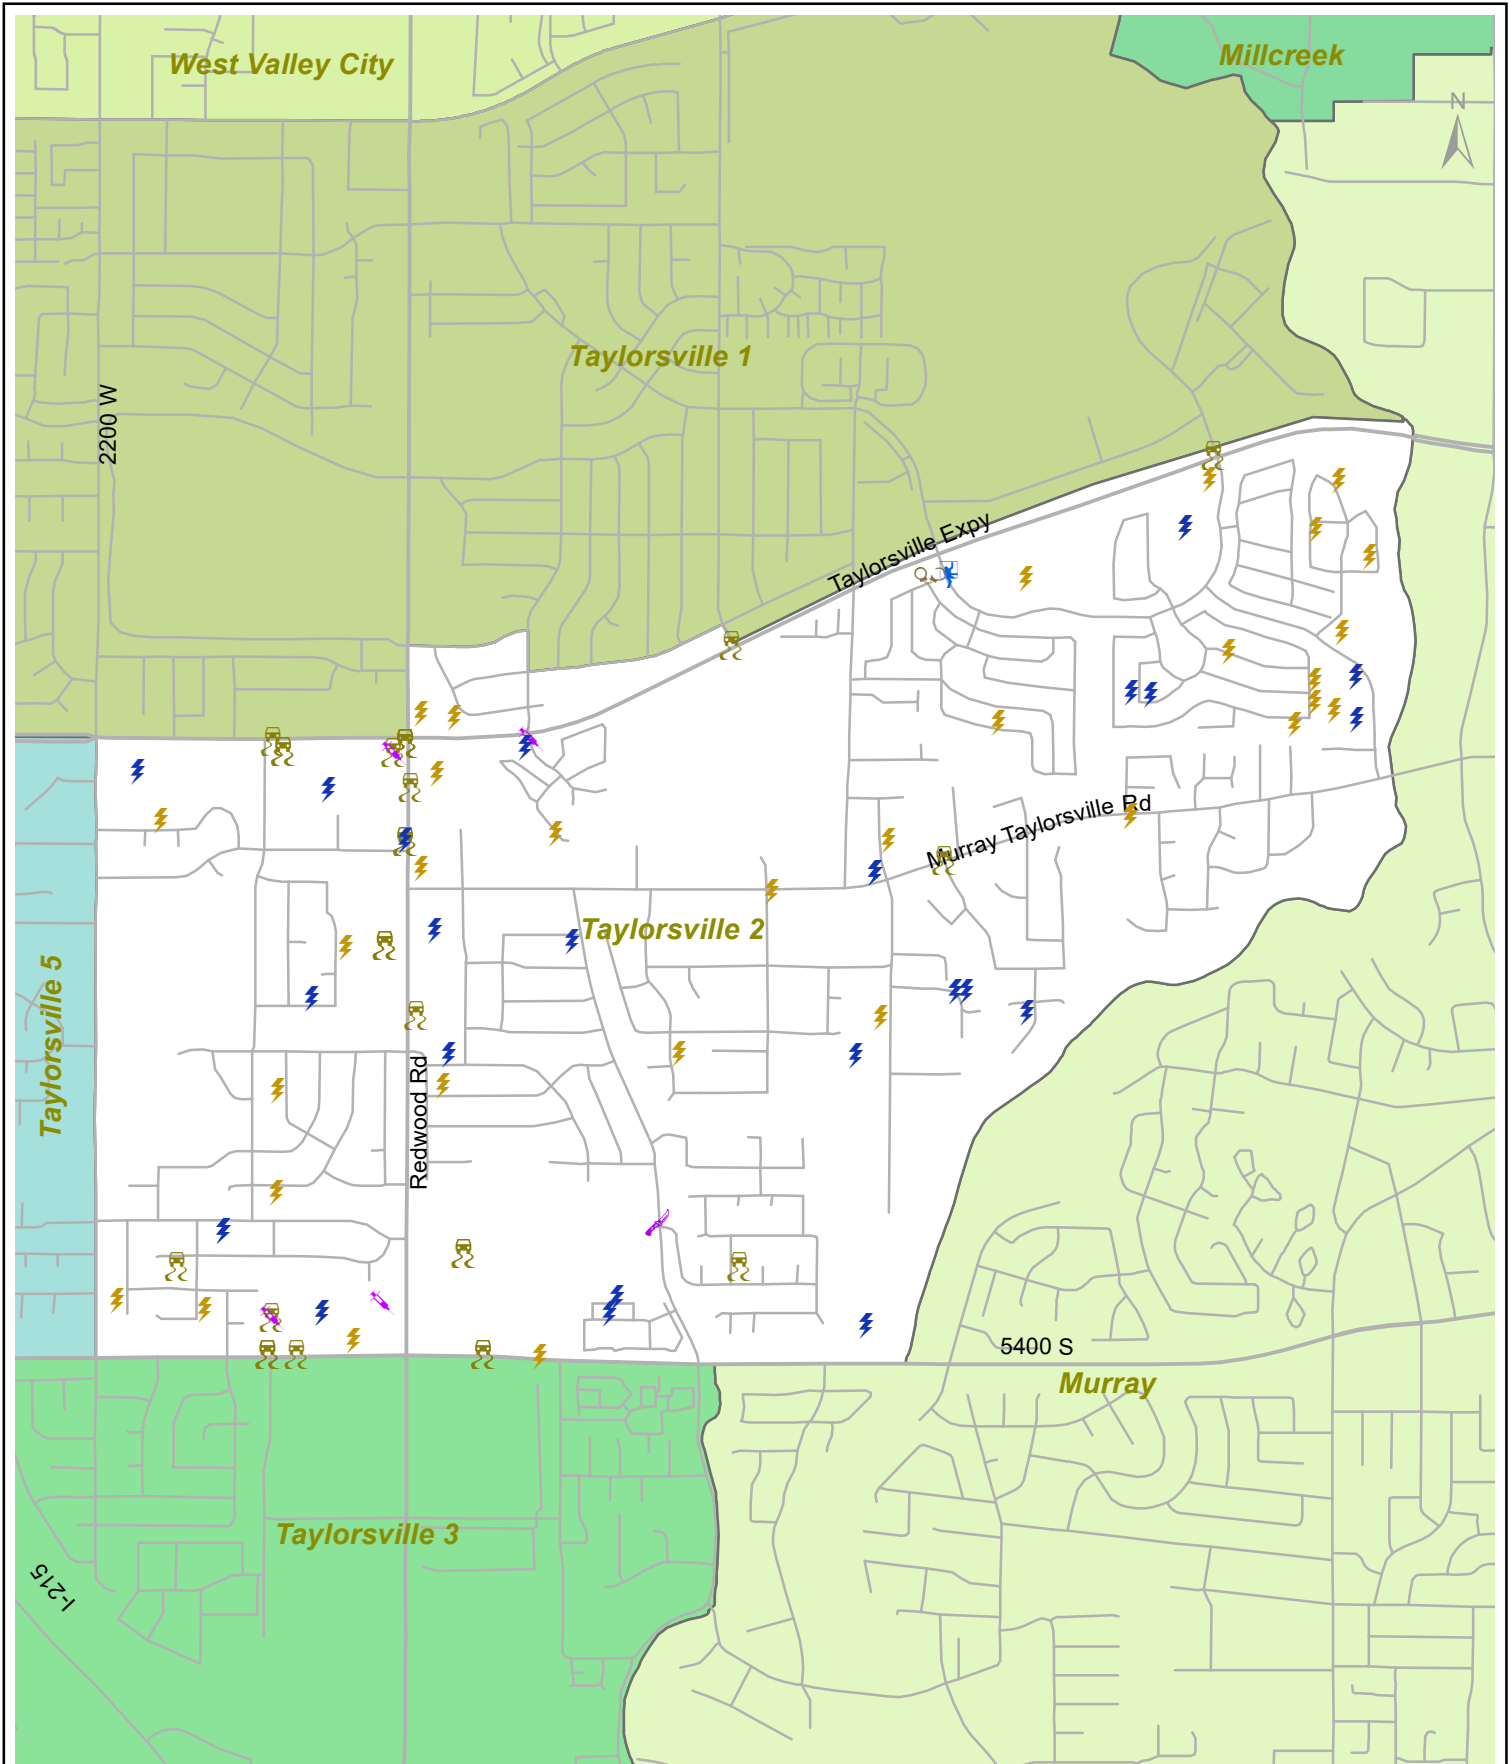 West Valley City
Millcreek
N
Taylorsville 1
2200 W
Taylorsville Expy
Murray Taylorsville Rd
Taylorsville 2
Taylorsville 5
Redwood Rd
5400 S
Murray
Taylorsville 3
I-215